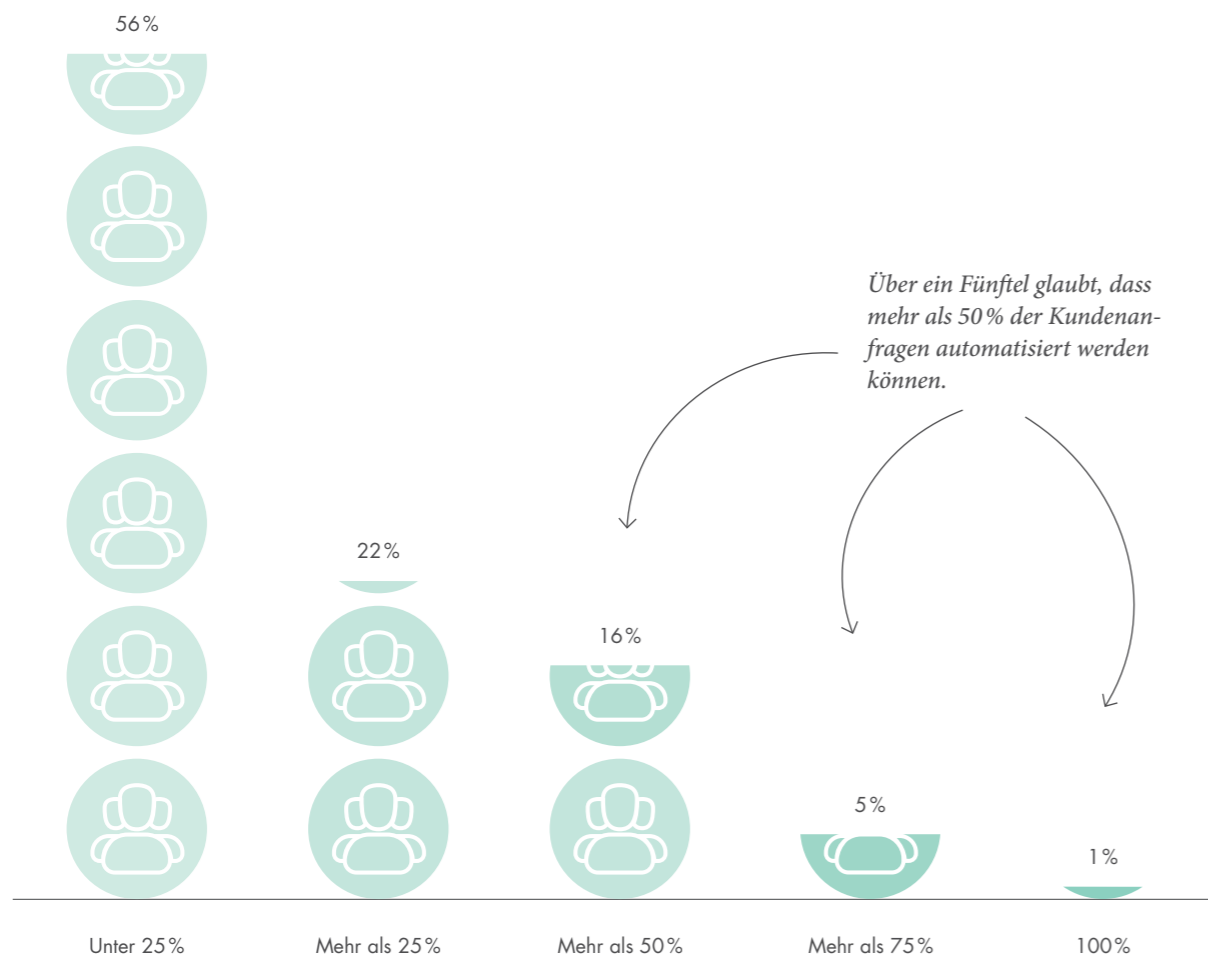 56 %
Über ein Fünftel glaubt, dass
mehr als 50 % der Kundenan-
fragen automatisiert werden
können.
22 %
16 %
5 %
1 %
Unter 25 %
Mehr als 25 %
Mehr als 50 %
Mehr als 75 %
100 %